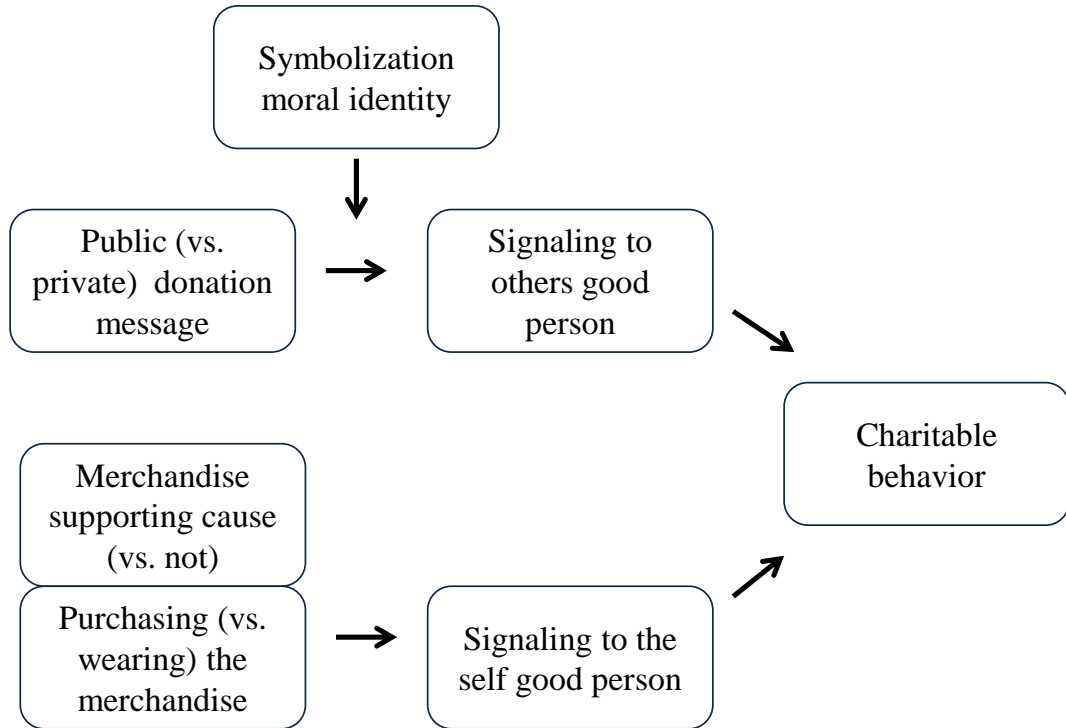 Symbolization
moral identity
Public (vs.
private) donation
message
Signaling to
others good
person
Charitable
behavior
Merchandise
supporting cause
(vs. not)
Purchasing (vs.
wearing) the
merchandise
Signaling to the
self good person